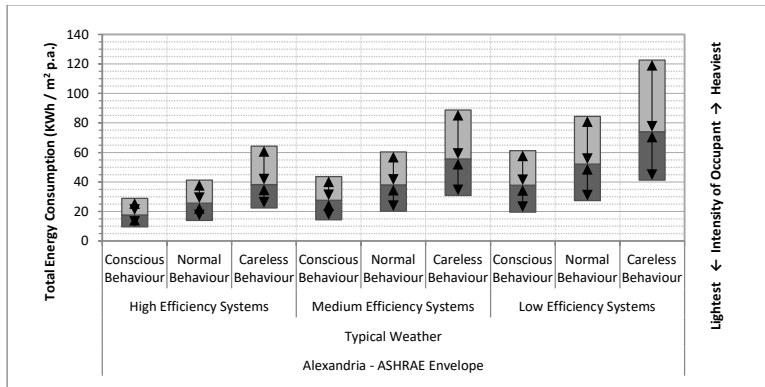 Total Energy Consumption (KWh / m² p.a.)
140
120
100
80
60
40
20
0
Conscious Behaviour
Normal Behaviour
Careless Behaviour
Conscious Behaviour
Normal Behaviour
Careless Behaviour
Conscious Behaviour
Normal Behaviour
Careless Behaviour
High Efficiency Systems
Medium Efficiency Systems
Low Efficiency Systems
Typical Weather
Alexandria - ASHRAE Envelope
Lightest ← Intensity of Occupant → Heaviest